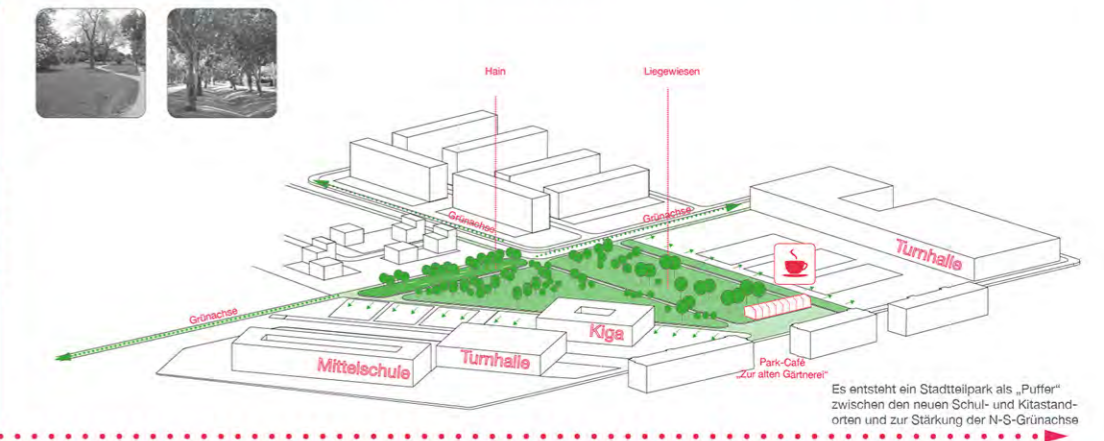 Hain
Liegewiesen
Grünachse
Grünachse
Turnhalle
Grünachse
Kiga
Turnhalle
Mittelschule
Park-Café
„Zur alten Gärtnerei“
Es entsteht ein Stadtteilpark als „Puffer“
zwischen den neuen Schul- und Kitastand-
orten und zur Stärkung der N-S-Grünachse